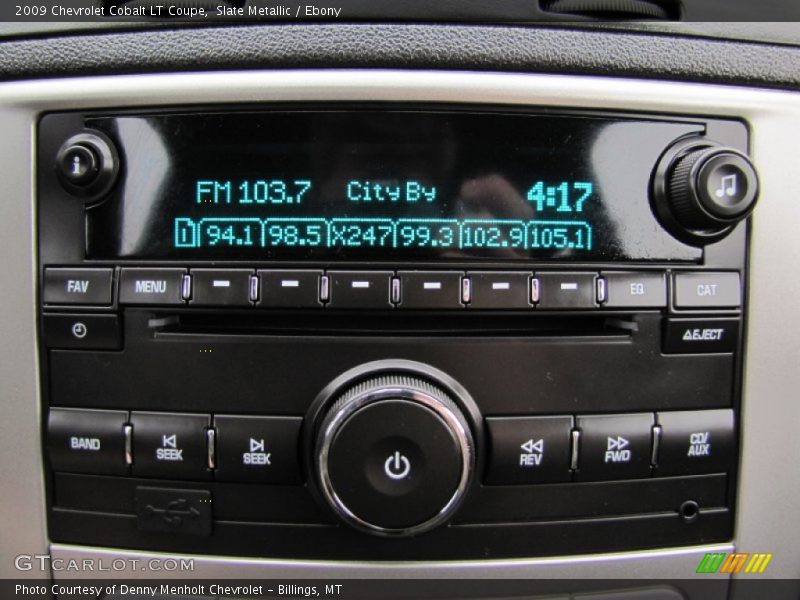 2009 Chevrolet Cobalt LT Coupe, Slate Metallic / Ebony
i
FM 103.7 City By 4:17
1 94.1 98.5 X247 99.3 102.9 105.1
FAV MENU EQ CAT
EJECT
BAND SEEK SEEK REV FWD CD/AUX
GTCARLOT.COM
Photo Courtesy of Denny Menholt Chevrolet – Billings, MT